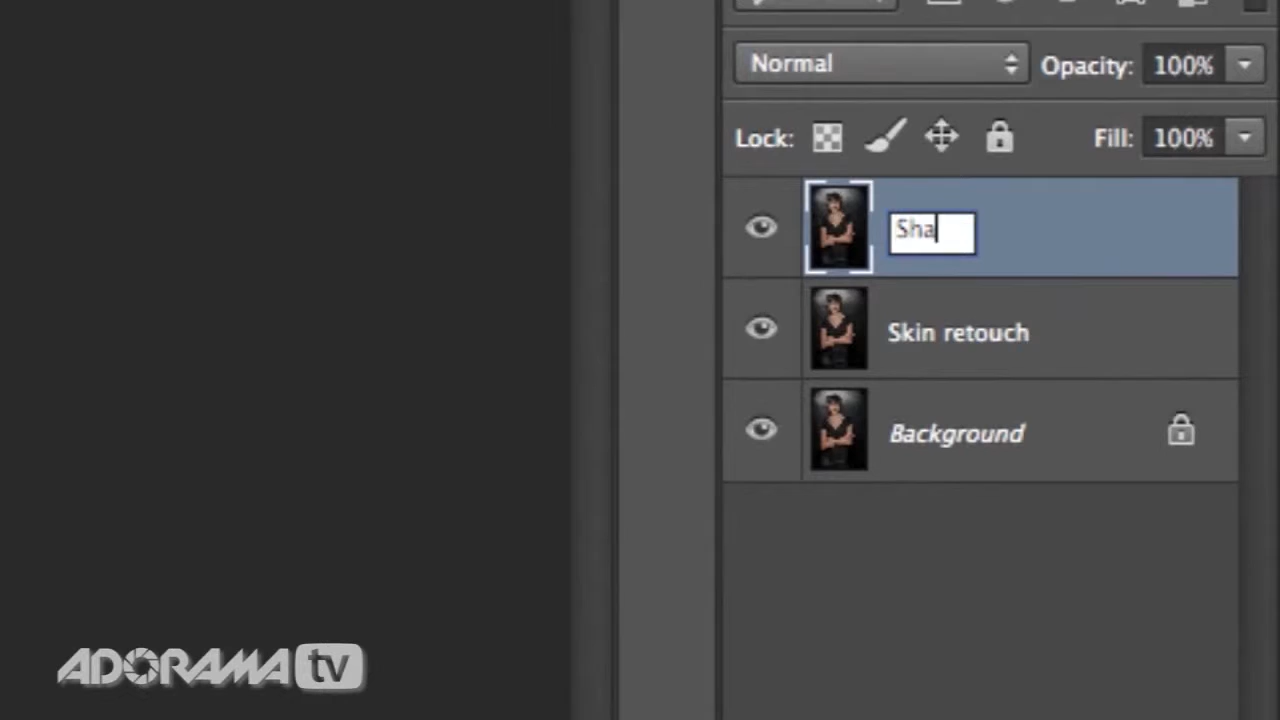 Normal
Opacity: 100%
Lock:
Fill: 100%
Sha
Skin retouch
Background
ADORAMA tv